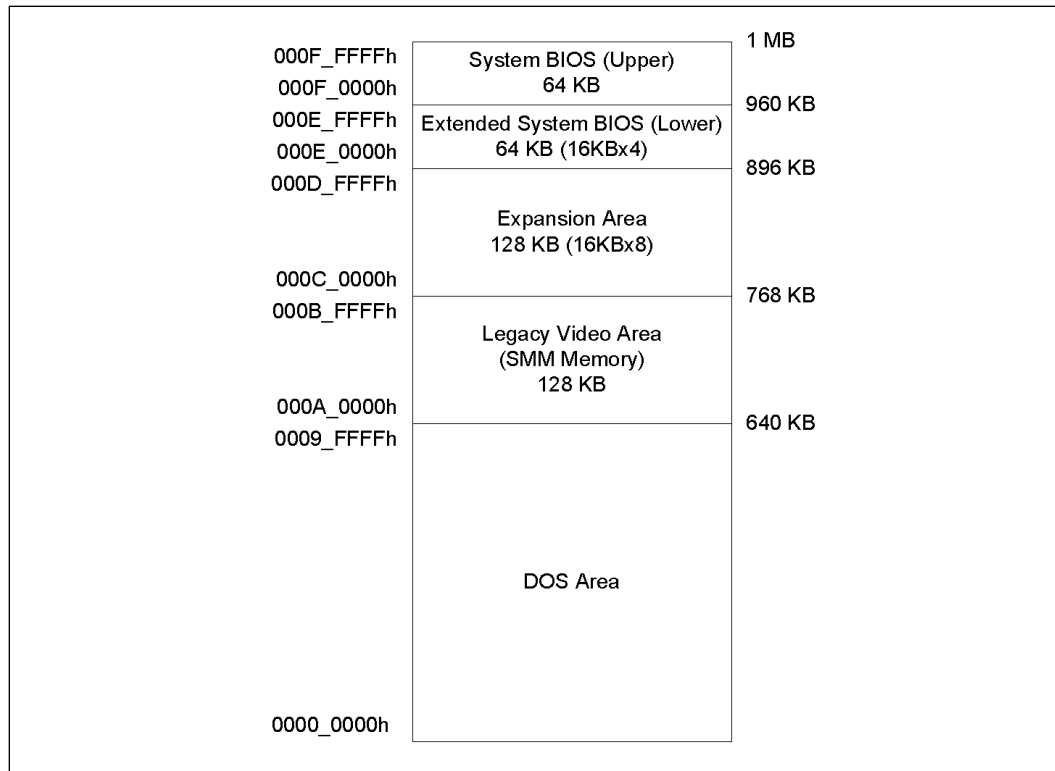 000F_FFFFh
System BIOS (Upper)
64 KB
1 MB
000F_0000h
960 KB
000E_FFFFh
Extended System BIOS (Lower)
64 KB (16KBx4)
000E_0000h
896 KB
000D_FFFFh
Expansion Area
128 KB (16KBx8)
000C_0000h
768 KB
000B_FFFFh
Legacy Video Area
(SMM Memory)
128 KB
000A_0000h
640 KB
0009_FFFFh
DOS Area
0000_0000h